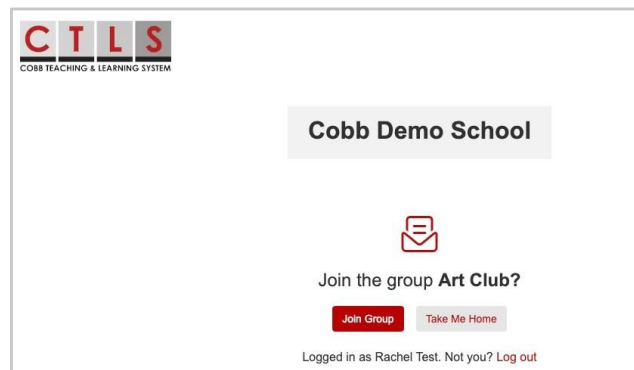 CTLS
COBB TEACHING & LEARNING SYSTEM
Cobb Demo School
Join the group Art Club?
Join Group Take Me Home
Logged in as Rachel Test. Not you? Log out